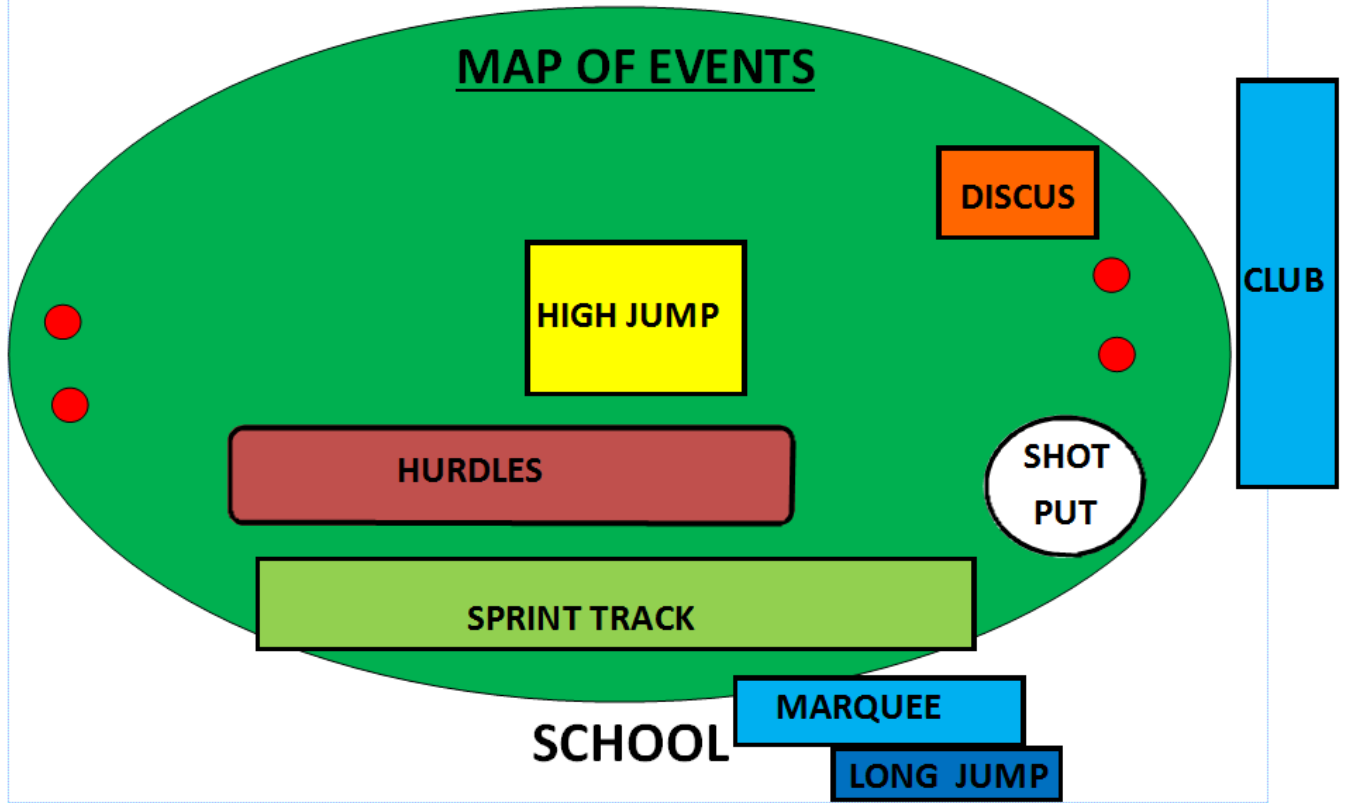 MAP OF EVENTS
DISCUS
CLUB
HIGH JUMP
SHOT
PUT
HURDLES
SPRINT TRACK
MARQUEE
SCHOOL
LONG JUMP